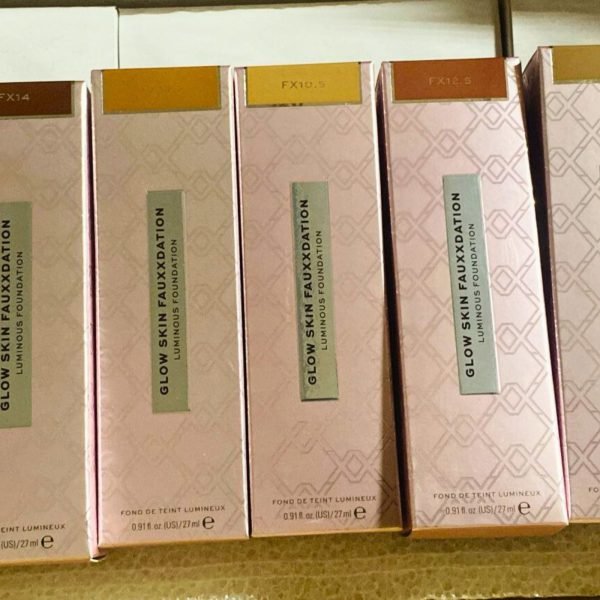 FX14
GLOW SKIN FAUXXDATION
LUMINOUS FOUNDATION
DE TEINT LUMINEUX
(US)/27 ml e
GLOW SKIN FAUXXDATION
LUMINOUS FOUNDATION
FOND DE TEINT LUMINEUX
0.91 fl. oz. (US)/27 ml e
FX10.5
GLOW SKIN FAUXXDATION
LUMINOUS FOUNDATION
FOND DE TEINT LUMINEUX
0.91 fl. oz. (US)/27 ml e
FX12.5
GLOW SKIN FAUXXDATION
LUMINOUS FOUNDATION
FOND DE TEINT LUMINEUX
0.91 fl. oz. (US)/27 ml e